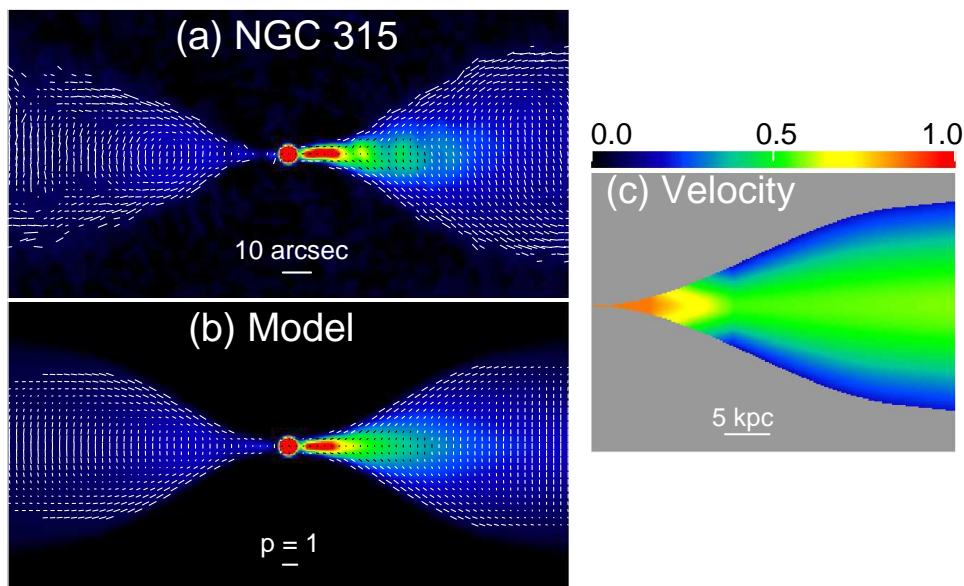 (a) NGC 315
10 arcsec
(b) Model
p = 1
0.0 0.5 1.0
(c) Velocity
5 kpc